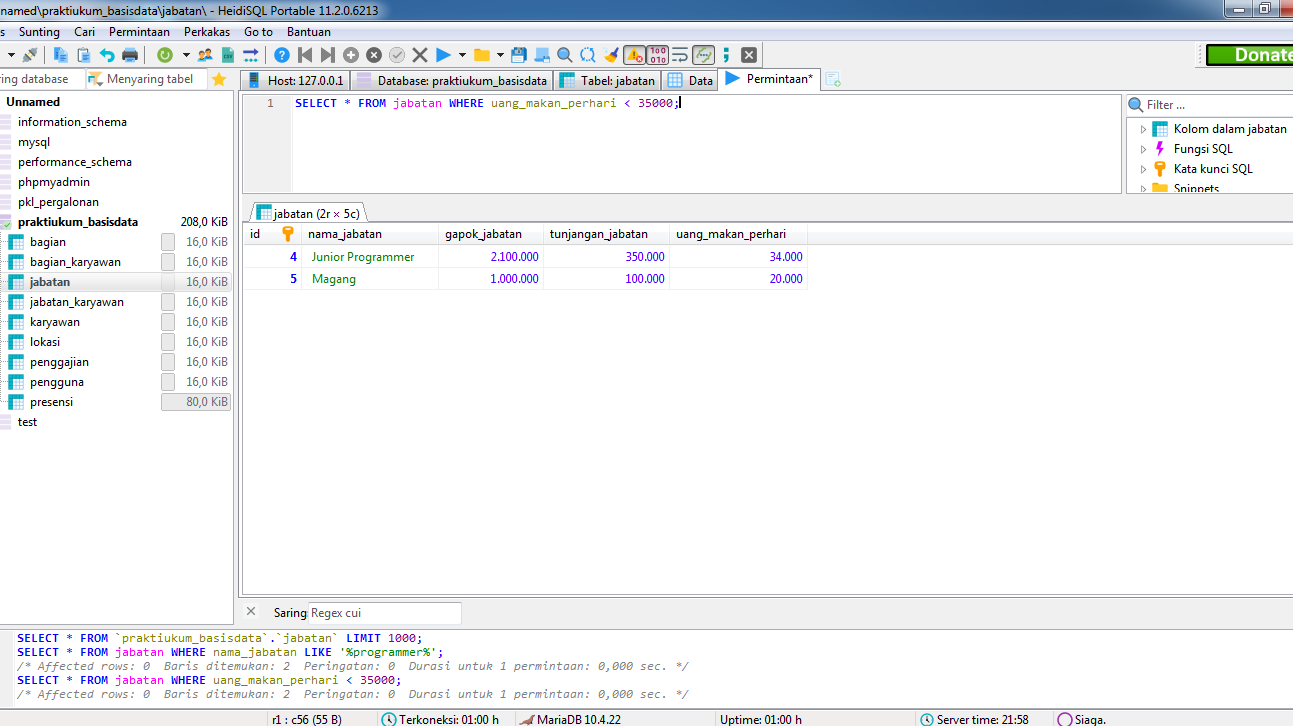 named\praktiukum_basisdata\jabatan\ - HeidiSQL Portable 11.2.0.6213
s Sunting Cari Permintaan Perkakas Go to Bantuan
Donate
ring database Menyaring tabel
Host: 127.0.0.1 Database: praktiukum_basisdata Tabel: jabatan Data Permintaan*
Unnamed
information_schema
mysql
performance_schema
phpmyadmin
pkl_pergalonan
praktiukum_basisdata 208,0 KiB
bagian 16,0 KiB
bagian_karyawan 16,0 KiB
jabatan 16,0 KiB
jabatan_karyawan 16,0 KiB
karyawan 16,0 KiB
lokasi 16,0 KiB
penggajian 16,0 KiB
pengguna 16,0 KiB
presensi 80,0 KiB
test
1 SELECT * FROM jabatan WHERE uang_makan_perhari < 35000;
Filter ...
Kolom dalam jabatan
Fungsi SQL
Kata kunci SQL
Snippets
jabatan (2r × 5c)
id nama_jabatan gapok_jabatan tunjangan_jabatan uang_makan_perhari
4 Junior Programmer 2.100.000 350.000 34.000
5 Magang 1.000.000 100.000 20.000
Saring: Regex cui
SELECT * FROM `praktiukum_basisdata`.`jabatan` LIMIT 1000;
SELECT * FROM jabatan WHERE nama_jabatan LIKE '%programmer%';
/* Affected rows: 0 Baris ditemukan: 2 Peringatan: 0 Durasi untuk 1 permintaan: 0,000 sec. */
SELECT * FROM jabatan WHERE uang_makan_perhari < 35000;
/* Affected rows: 0 Baris ditemukan: 2 Peringatan: 0 Durasi untuk 1 permintaan: 0,000 sec. */
r1 : c56 (55 B) Terkoneksi: 01:00 h MariaDB 10.4.22 Uptime: 01:00 h Server time: 21:58 Siaga.